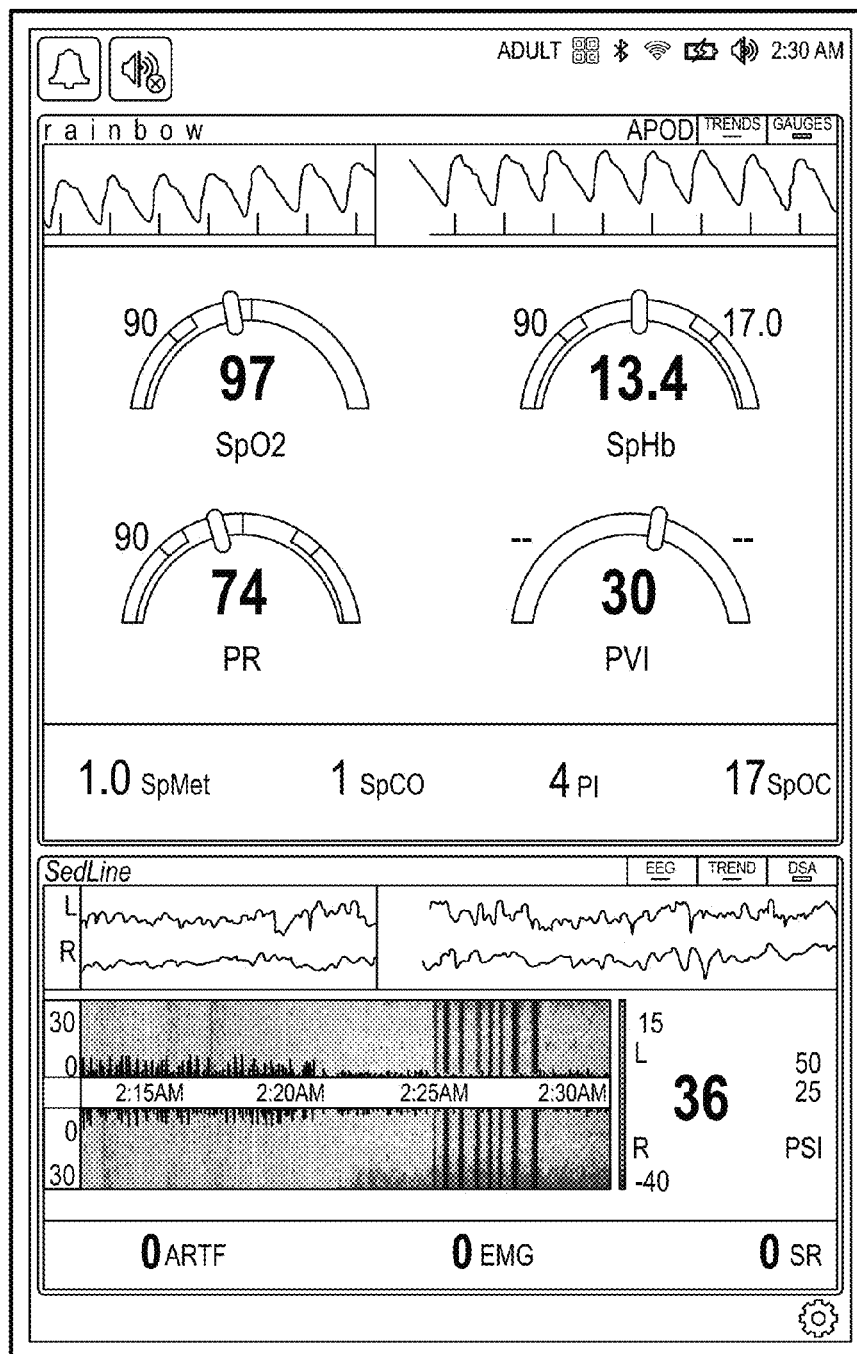 ADULT 2:30 AM
rainbow APOD TRENDS GAUGES
90 97 SpO2
90 17.0 13.4 SpHb
90 74 PR
-- -- 30 PVI
1.0 SpMet 1 SpCO 4 PI 17 SpOC
SedLine EEG TREND DSA
L
R
30
0
2:15AM 2:20AM 2:25AM 2:30AM
0
30
15
L
36
50
25
R PSI
-40
0 ARTF 0 EMG 0 SR